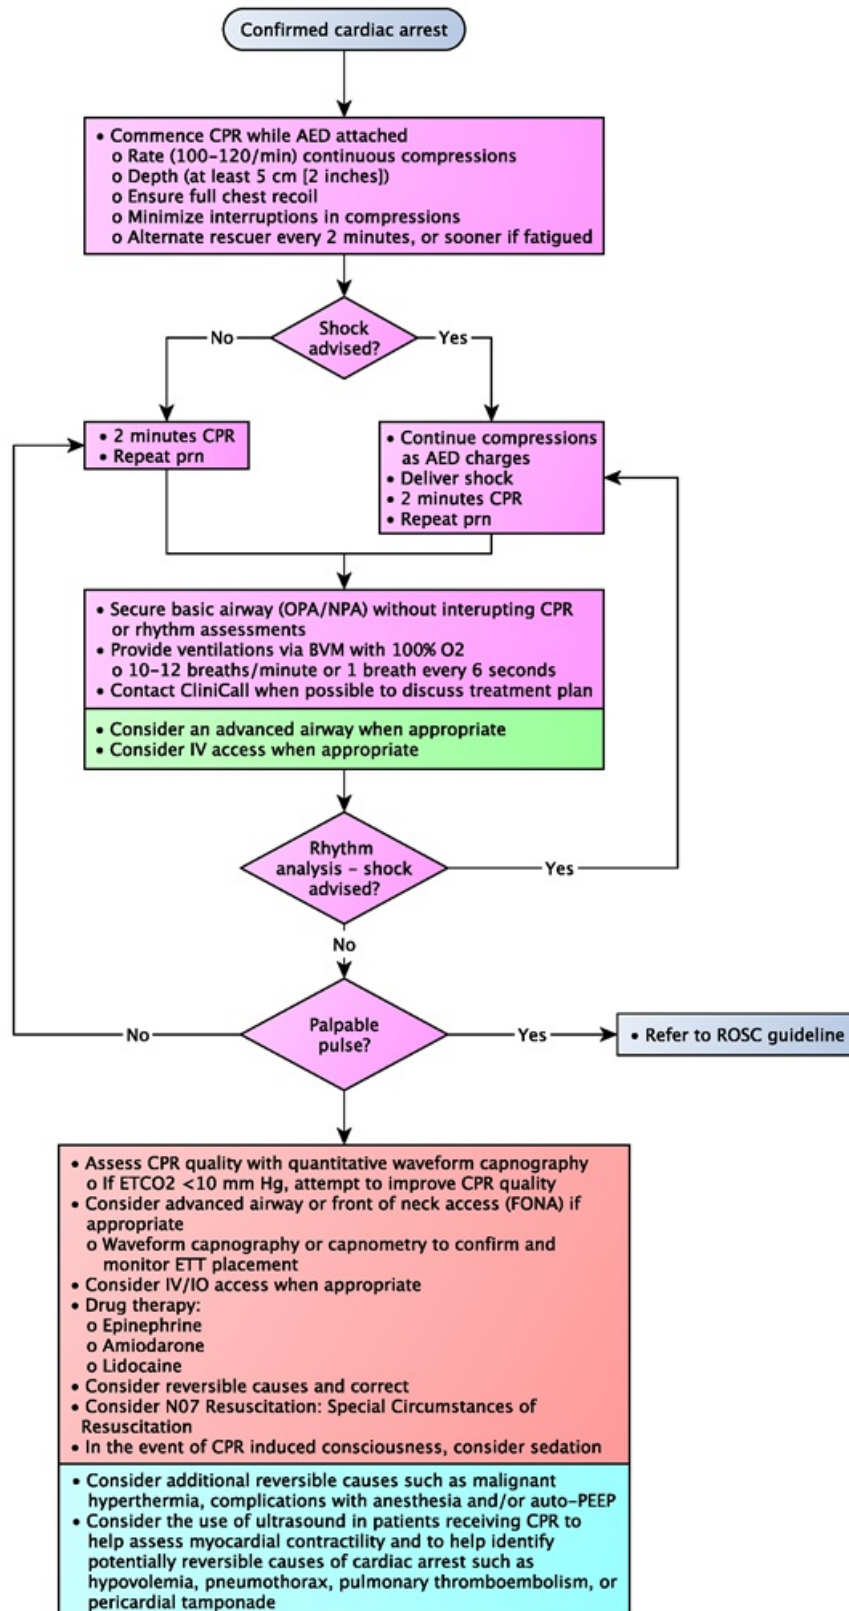 Confirmed cardiac arrest
• Commence CPR while AED attached
o Rate (100-120/min) continuous compressions
o Depth (at least 5 cm [2 inches])
o Ensure full chest recoil
o Minimize interruptions in compressions
o Alternate rescuer every 2 minutes, or sooner if fatigued
Shock
advised?
No
Yes
• 2 minutes CPR
• Repeat prn
• Continue compressions
as AED charges
• Deliver shock
• 2 minutes CPR
• Repeat prn
• Secure basic airway (OPA/NPA) without interupting CPR
or rhythm assessments
• Provide ventilations via BVM with 100% O2
o 10-12 breaths/minute or 1 breath every 6 seconds
• Contact CliniCall when possible to discuss treatment plan
• Consider an advanced airway when appropriate
• Consider IV access when appropriate
Rhythm
analysis - shock
advised?
Yes
No
Palpable
pulse?
No
Yes
• Refer to ROSC guideline
• Assess CPR quality with quantitative waveform capnography
o If ETCO2 <10 mm Hg, attempt to improve CPR quality
• Consider advanced airway or front of neck access (FONA) if
appropriate
o Waveform capnography or capnometry to confirm and
monitor ETT placement
• Consider IV/IO access when appropriate
• Drug therapy:
o Epinephrine
o Amiodarone
o Lidocaine
• Consider reversible causes and correct
• Consider N07 Resuscitation: Special Circumstances of
Resuscitation
• In the event of CPR induced consciousness, consider sedation
• Consider additional reversible causes such as malignant
hyperthermia, complications with anesthesia and/or auto-PEEP
• Consider the use of ultrasound in patients receiving CPR to
help assess myocardial contractility and to help identify
potentially reversible causes of cardiac arrest such as
hypovolemia, pneumothorax, pulmonary thromboembolism, or
pericardial tamponade